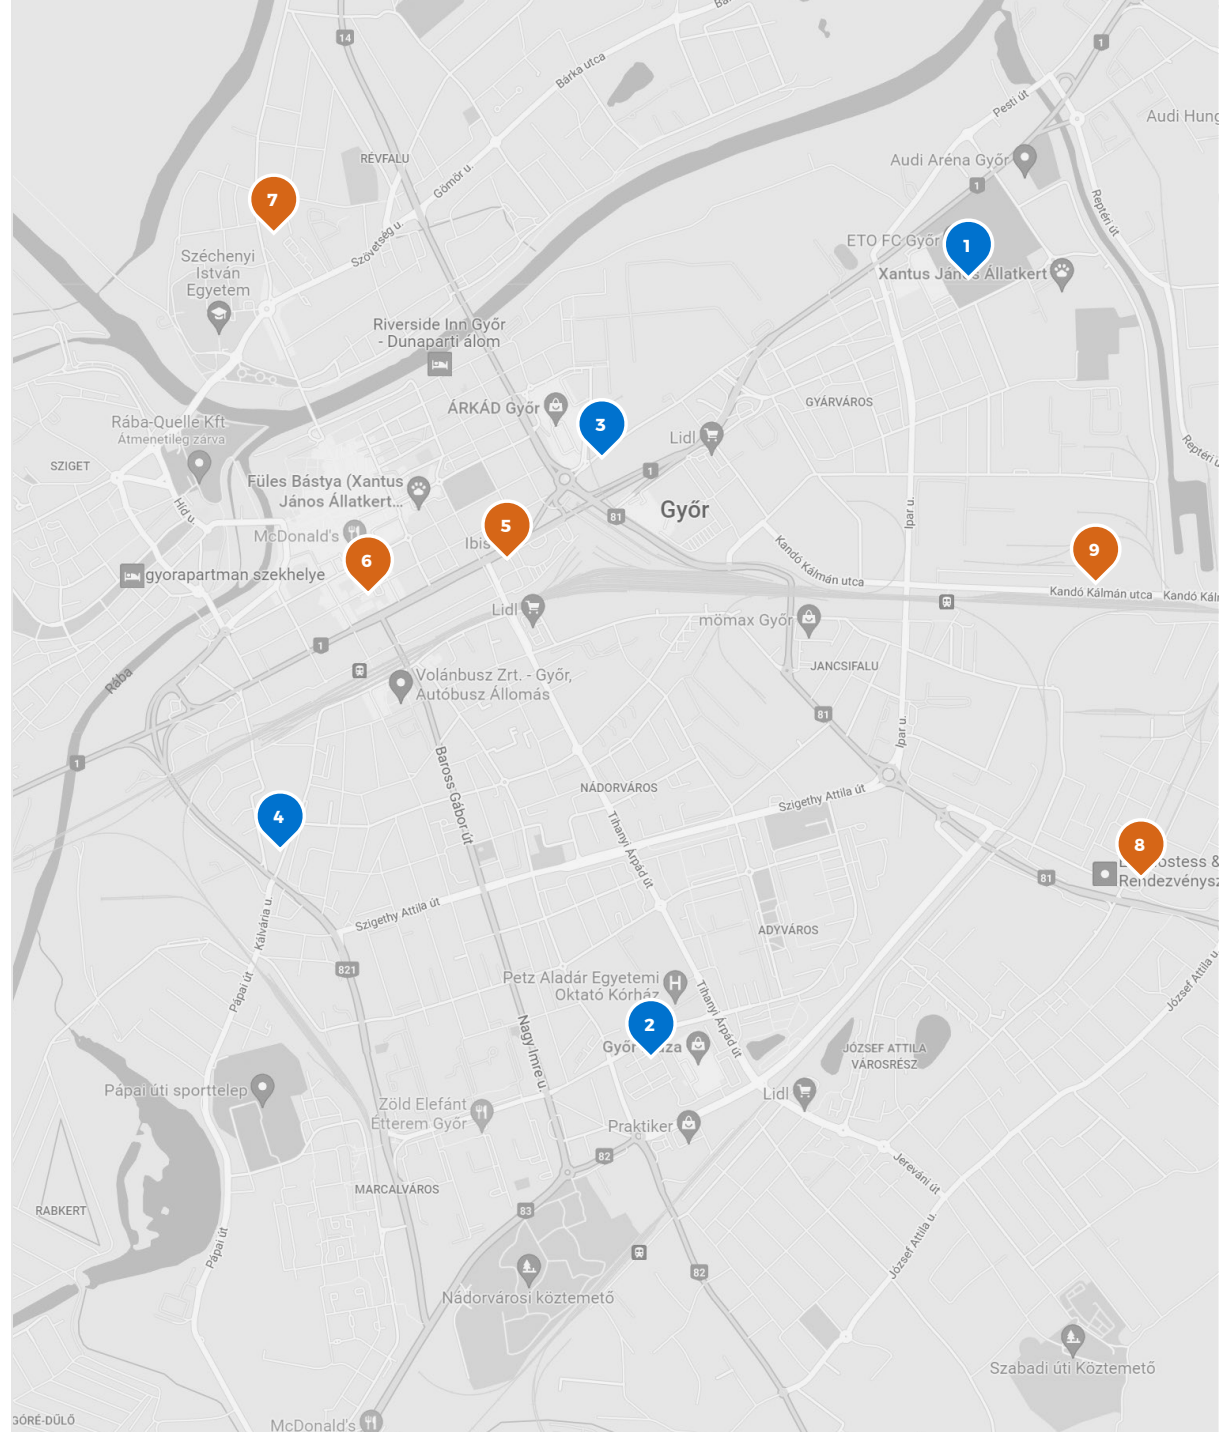 Ba
14
1
Bárka utca
Pesti út
Audi Hung
RÉVFALU
Audi Aréna Győr
Gömör u.
1
7
Reptéri út
Szövetség u.
ETO FC Győr
1
Széchenyi
István
Egyetem
Xantus János Állatkert
Riverside Inn Győr
- Dunaparti álom
GYÁRVÁROS
ÁRKÁD Győr
3
Rába-Quelle Kft
Átmenetileg zárva
Lidl
Reptéri u
SZIGET
1
Füles Bástya (Xantus
János Állatkert...
Híd u.
Győr
Ipar u.
81
5
McDonald's
Ibis
6
9
Kandó Kálmán utca
gyorapartman szekhelye
Kandó Kálmán utca
Kandó Kál
Lidl
mömax Győr
1
JANCSIFALU
Volánbusz Zrt. - Győr,
Autóbusz Állomás
Rába
81
Ipar u.
1
Baross Gábor út
NÁDORVÁROS
Szigethy Attila út
4
Tihanyi Árpád út
8
ostess &
Rendezvénysz
81
Szigethy Attila út
Kálvária u.
ADYVÁROS
821
Petz Aladár Egyetemi
Oktató Kórház
H
Pápai út
József Attila u.
Tihanyi Árpád út
2
Nagy Imre u.
Győr Plaza
JÓZSEF ATTILA
VÁROSRÉSZ
Pápai úti sporttelep
Lidl
Zöld Elefánt
Étterem Győr
Praktiker
82
Jereváni út
MARCALVÁROS
RABKERT
83
Pápai út
József Attila u.
82
Nádorvárosi köztemető
Szabadi úti Köztemető
GÓRÉ-DŰLŐ
McDonald's